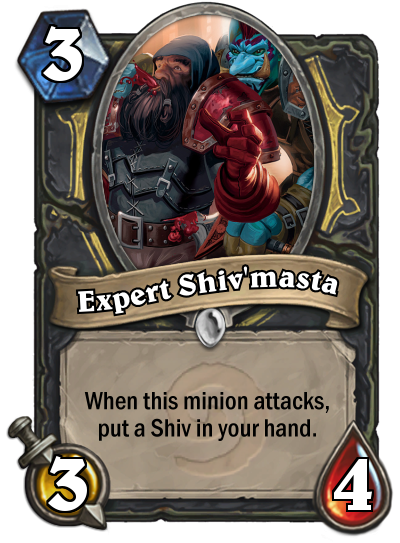 3
Expert Shiv'masta
When this minion attacks,
put a Shiv in your hand.
3
4